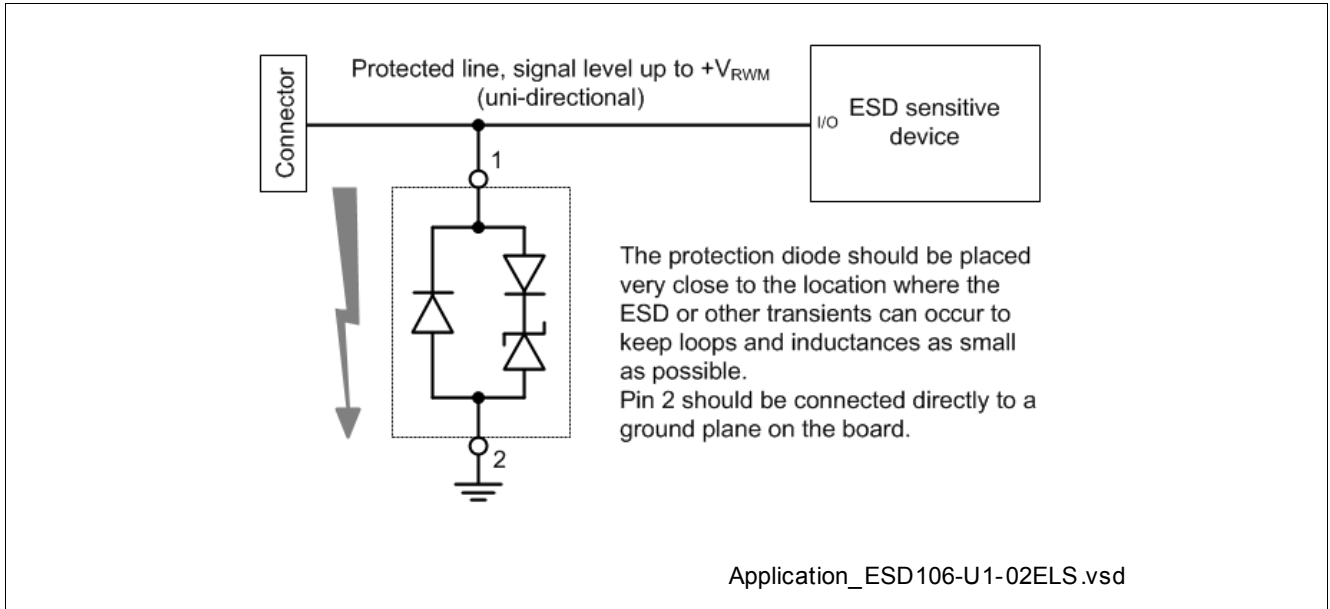 Connector
Protected line, signal level up to +VRWM
(uni-directional)
I/O
ESD sensitive
device
1
The protection diode should be placed
very close to the location where the
ESD or other transients can occur to
keep loops and inductances as small
as possible.
Pin 2 should be connected directly to a
ground plane on the board.
2
Application_ESD106-U1-02ELS.vsd